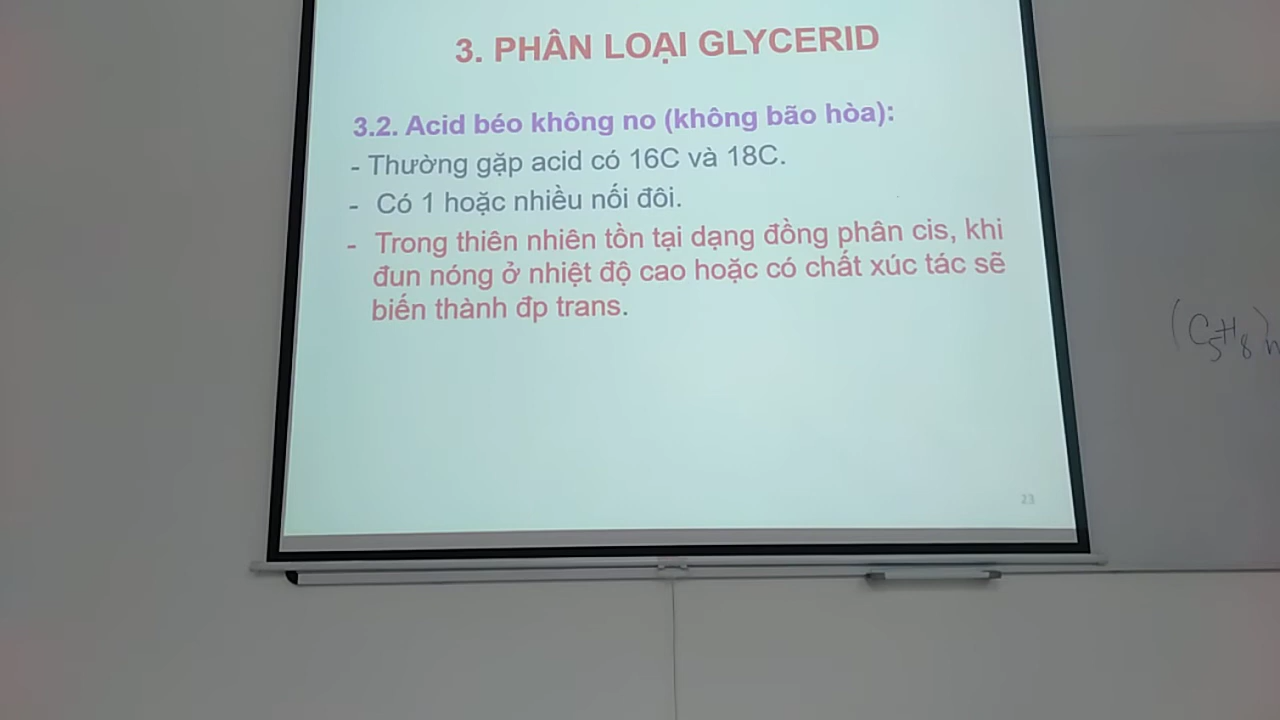 3. PHÂN LOẠI GLYCERID
3.2. Acid béo không no (không bão hòa):
- Thường gặp acid có 16C và 18C.
- Có 1 hoặc nhiều nối đôi.
- Trong thiên nhiên tồn tại dạng đồng phân cis, khi
đun nóng ở nhiệt độ cao hoặc có chất xúc tác sẽ
biến thành đp trans.
(C5H8)n
23